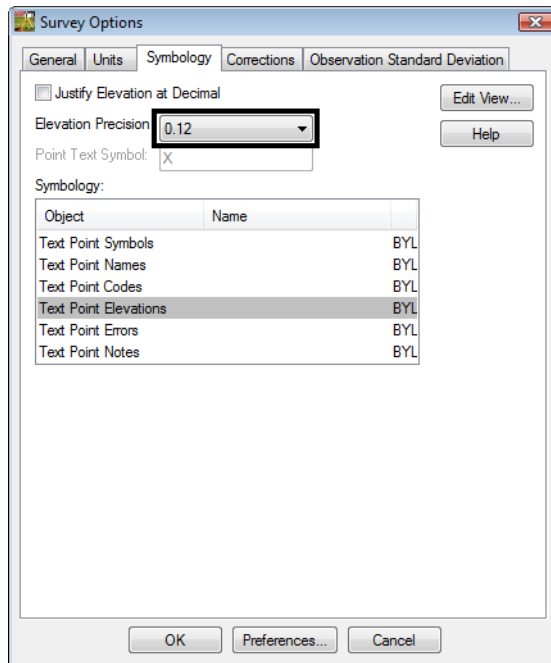 Survey Options
General Units Symbology Corrections Observation Standard Deviation
Justify Elevation at Decimal
Edit View...
Elevation Precision 0.12
Help
Point Text Symbol: X
Symbology:
Object Name
Text Point Symbols BYL
Text Point Names BYL
Text Point Codes BYL
Text Point Elevations BYL
Text Point Errors BYL
Text Point Notes BYL
OK Preferences... Cancel